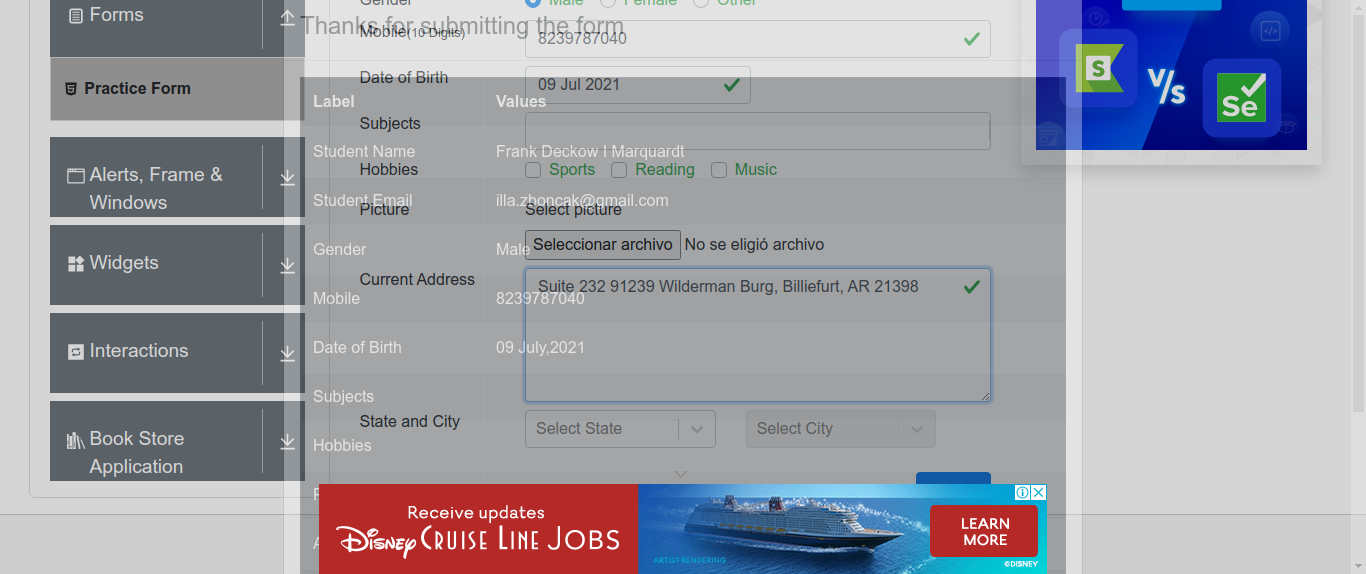 Forms
Practice Form
Alerts, Frame &
Windows
Widgets
Interactions
Book Store
Application
Gender
Male
Female
Other
Thanks for submitting the form
Mobile(10 Digits)
8239787040
Date of Birth
09 Jul 2021
Label
Values
Subjects
Student Name
Frank Deckow I Marquardt
Hobbies
Sports
Reading
Music
Student Email
illa.zboncak@gmail.com
Picture
Select picture
Seleccionar archivo
No se eligió archivo
Gender
Male
Current Address
Suite 232 91239 Wilderman Burg, Billiefurt, AR 21398
Mobile
8239787040
Date of Birth
09 July,2021
Subjects
State and City
Select State
Select City
Hobbies
Receive updates
Disney CRUISE LINE JOBS
ARTIST RENDERING
LEARN
MORE
©DISNEY
S
V/S
Se